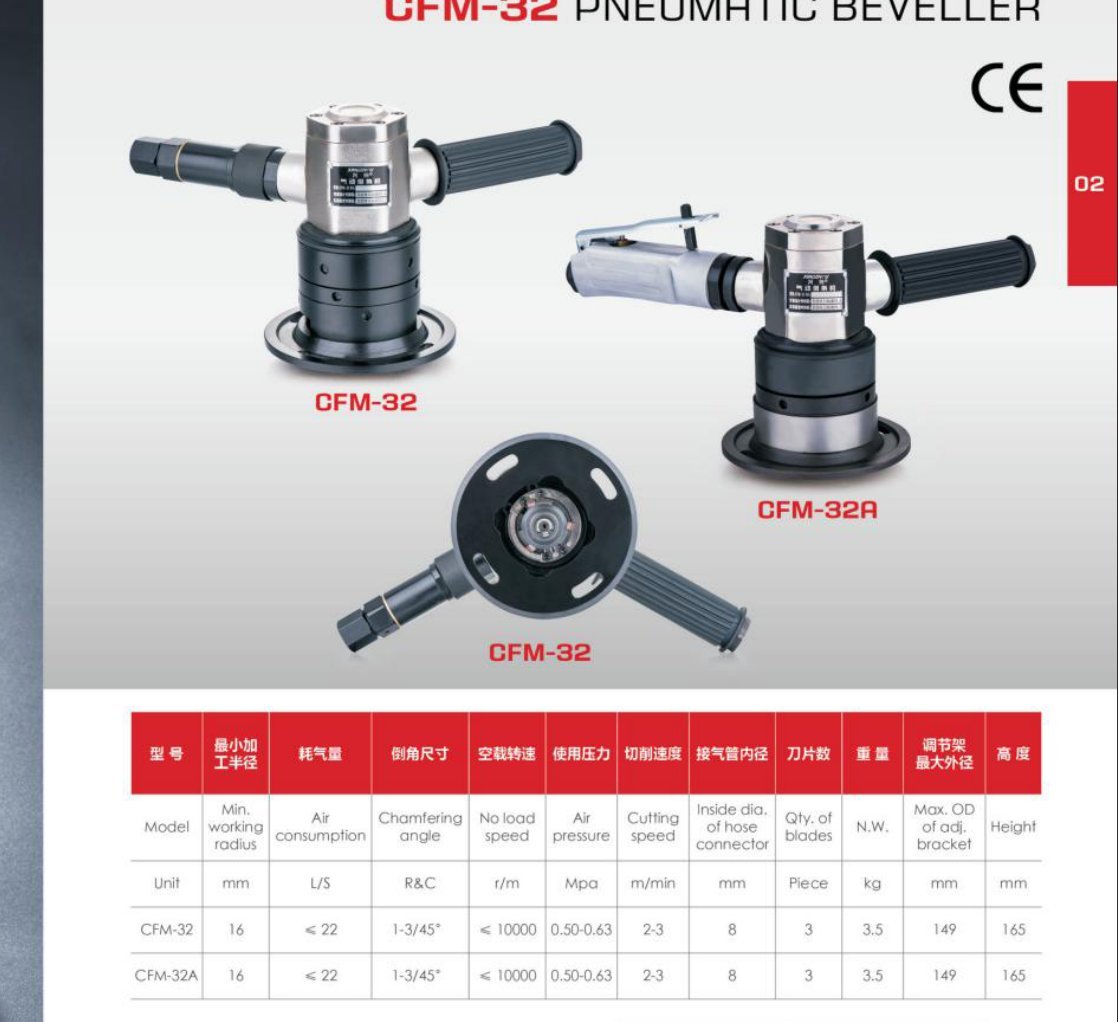 CFM-32 PNEUMATIC BEVELLER
CE
02
CFM-32
CFM-32A
CFM-32
型号 最小加工半径 耗气量 倒角尺寸 空载转速 使用压力 切削速度 接气管内径 刀片数 重量 调节架最大外径 高度
Model Min. working radius Air consumption Chamfering angle No load speed Air pressure Cutting speed Inside dia. of hose connector Qty. of blades N.W. Max. OD of adj. bracket Height
Unit mm L/S R&C r/m Mpa m/min mm Piece kg mm mm
CFM-32 16 ≤ 22 1-3/45° ≤ 10000 0.50-0.63 2-3 8 3 3.5 149 165
CFM-32A 16 ≤ 22 1-3/45° ≤ 10000 0.50-0.63 2-3 8 3 3.5 149 165